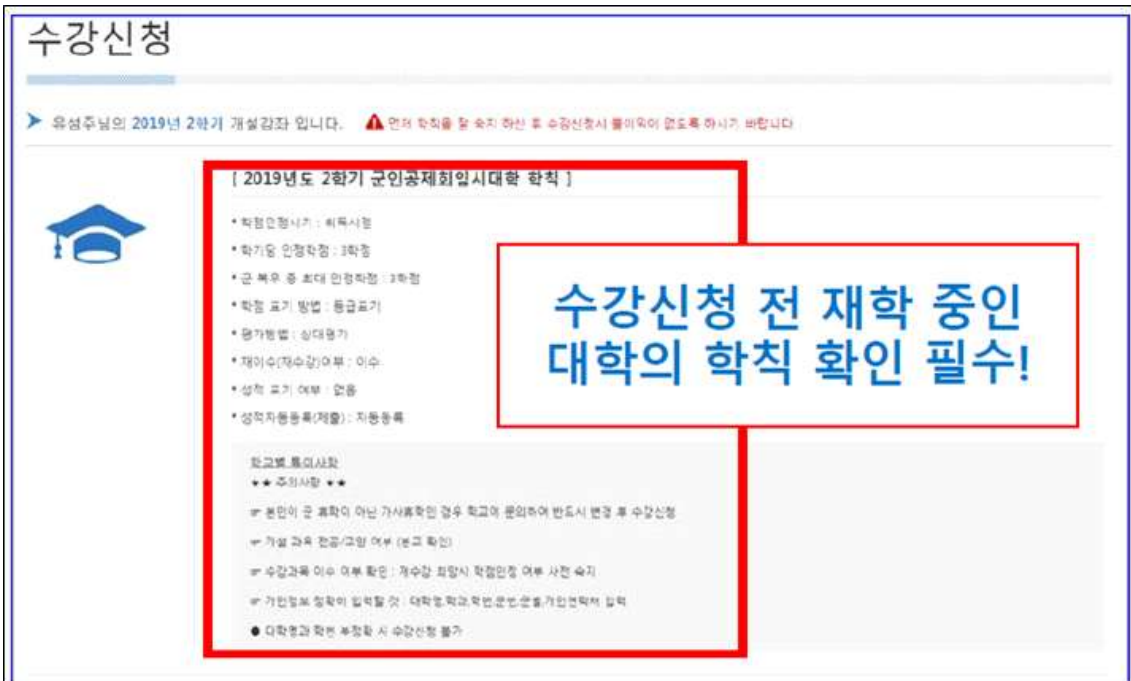 수강신청
유성주님의 2019년 2학기 개설강좌 입니다. 먼저 학칙을 잘 숙지 하신 후 수강신청시 불이익이 없도록 하시기 바랍니다
[ 2019년도 2학기 군인공제회임시대학 학칙 ]
* 학점인정시기 : 취득시점
* 학기당 인정학점 : 3학점
* 군 복무 중 최대 인정학점 : 3학점
* 학점 표기 방법 : 등급표기
* 평가방법 : 상대평가
* 재이수(재수강)여부 : 이수
* 성적 표기 여부 : 없음
* 성적자동등록(제출) : 자동등록
수강신청 전 재학 중인
대학의 학칙 확인 필수!
학교별 특이사항
★★ 주의사항 ★★
☞ 본인이 군 휴학이 아닌 가사휴학인 경우 학교에 문의하여 반드시 변경 후 수강신청
☞ 개설 과목 전공/교양 여부 (본교 확인)
☞ 수강과목 이수 여부 확인 : 재수강 희망시 학점인정 여부 사전 숙지
☞ 개인정보 정확히 입력할 것 : 대학명,학과,학번,군번,군별,개인연락처 입력
● 대학명과 학번 부정확 시 수강신청 불가